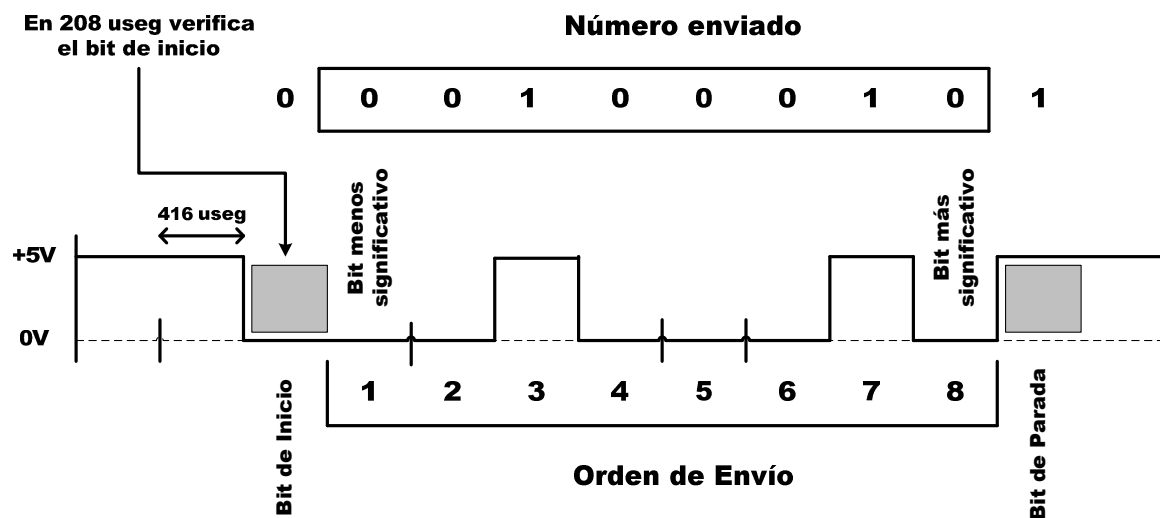 En 208 useg verifica
el bit de inicio
Número enviado
0 0 0 1 0 0 0 1 0 1
416 useg
Bit menos
significativo
Bit más
significativo
+5V
0V
1 2 3 4 5 6 7 8
Bit de Inicio
Bit de Parada
Orden de Envío